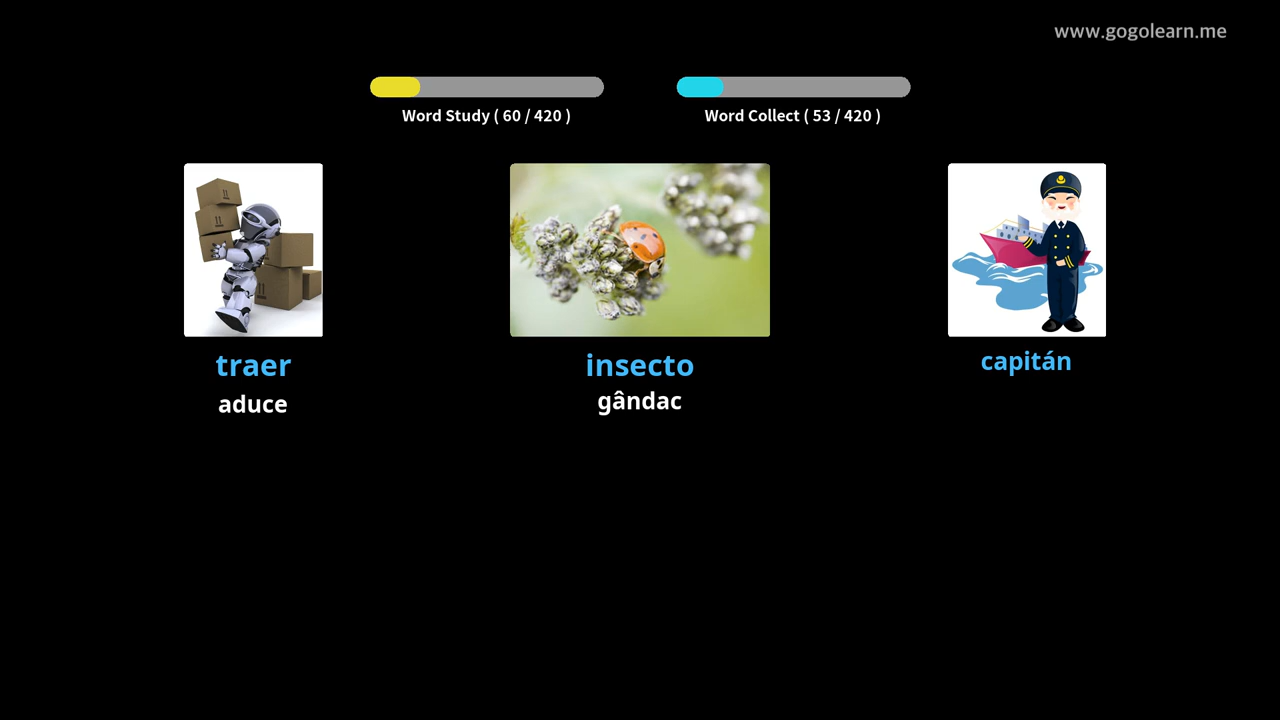 www.gogolearn.me
Word Study ( 60 / 420 )
Word Collect ( 53 / 420 )
traer
aduce
insecto
gândac
capitán